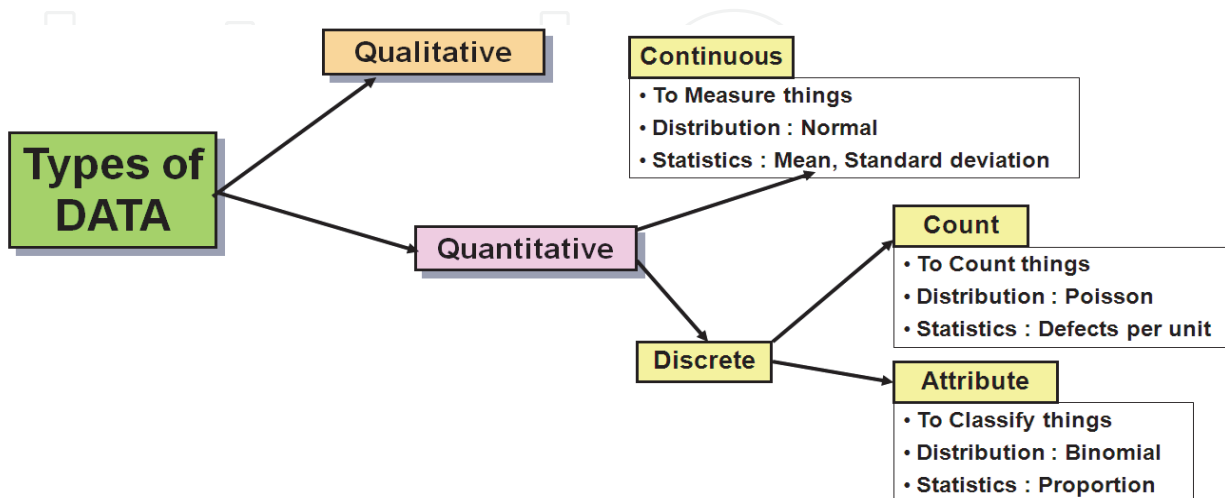 Types of
DATA
Qualitative
Quantitative
Continuous
• To Measure things
• Distribution : Normal
• Statistics : Mean, Standard deviation
Discrete
Count
• To Count things
• Distribution : Poisson
• Statistics : Defects per unit
Attribute
• To Classify things
• Distribution : Binomial
• Statistics : Proportion